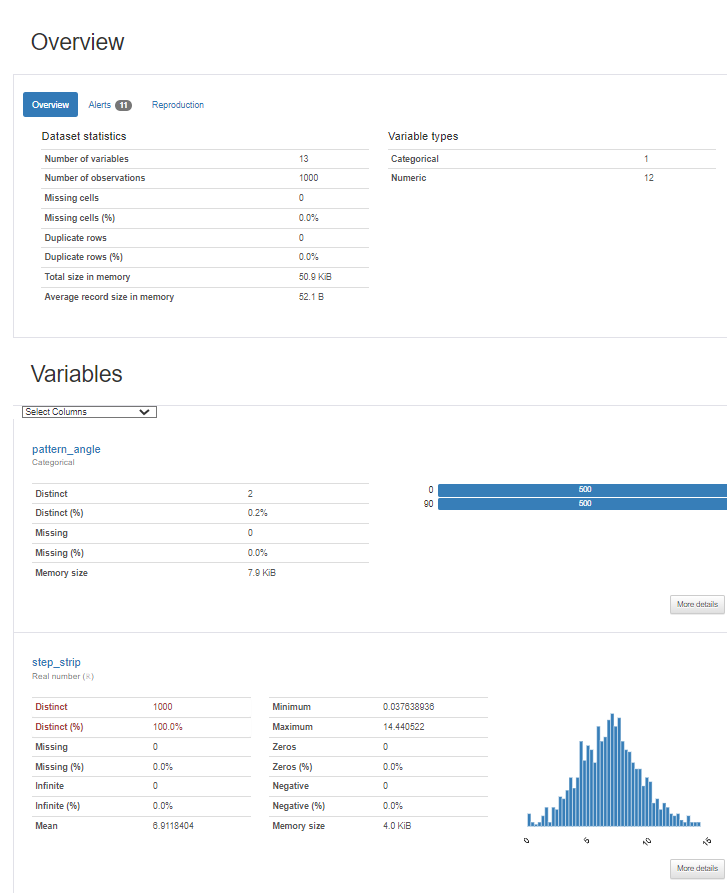 Overview
Overview Alerts 11 Reproduction
Dataset statistics
Number of variables 13
Number of observations 1000
Missing cells 0
Missing cells (%) 0.0%
Duplicate rows 0
Duplicate rows (%) 0.0%
Total size in memory 50.9 KiB
Average record size in memory 52.1 B
Variable types
Categorical 1
Numeric 12
Variables
Select Columns
pattern_angle
Categorical
Distinct 2
Distinct (%) 0.2%
Missing 0
Missing (%) 0.0%
Memory size 7.9 KiB
0 500
90 500
More details
step_strip
Real number (ℝ)
Distinct 1000
Distinct (%) 100.0%
Missing 0
Missing (%) 0.0%
Infinite 0
Infinite (%) 0.0%
Mean 6.9118404
Minimum 0.037638936
Maximum 14.440522
Zeros 0
Zeros (%) 0.0%
Negative 0
Negative (%) 0.0%
Memory size 4.0 KiB
0 5 10 15
More details